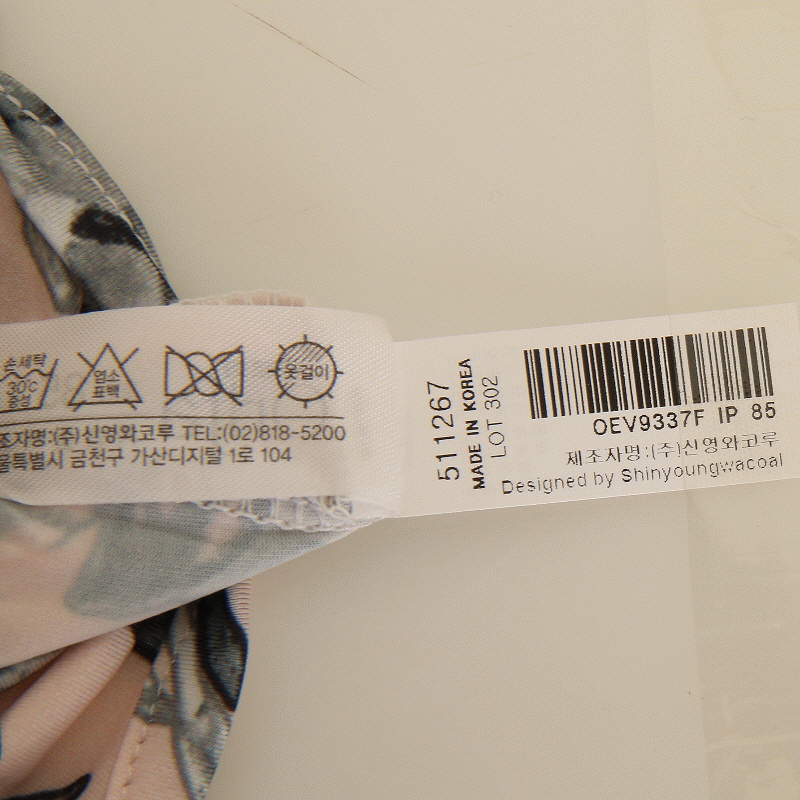 손세탁
30℃
중성
염소
표백
옷걸이
조자명:(주)신영와코루 TEL:(02)818-5200
울특별시 금천구 가산디지털 1로 104
511267
MADE IN KOREA
LOT 302
OEV9337F IP 85
제조자명:(주)신영와코루
Designed by Shinyoungwacoal